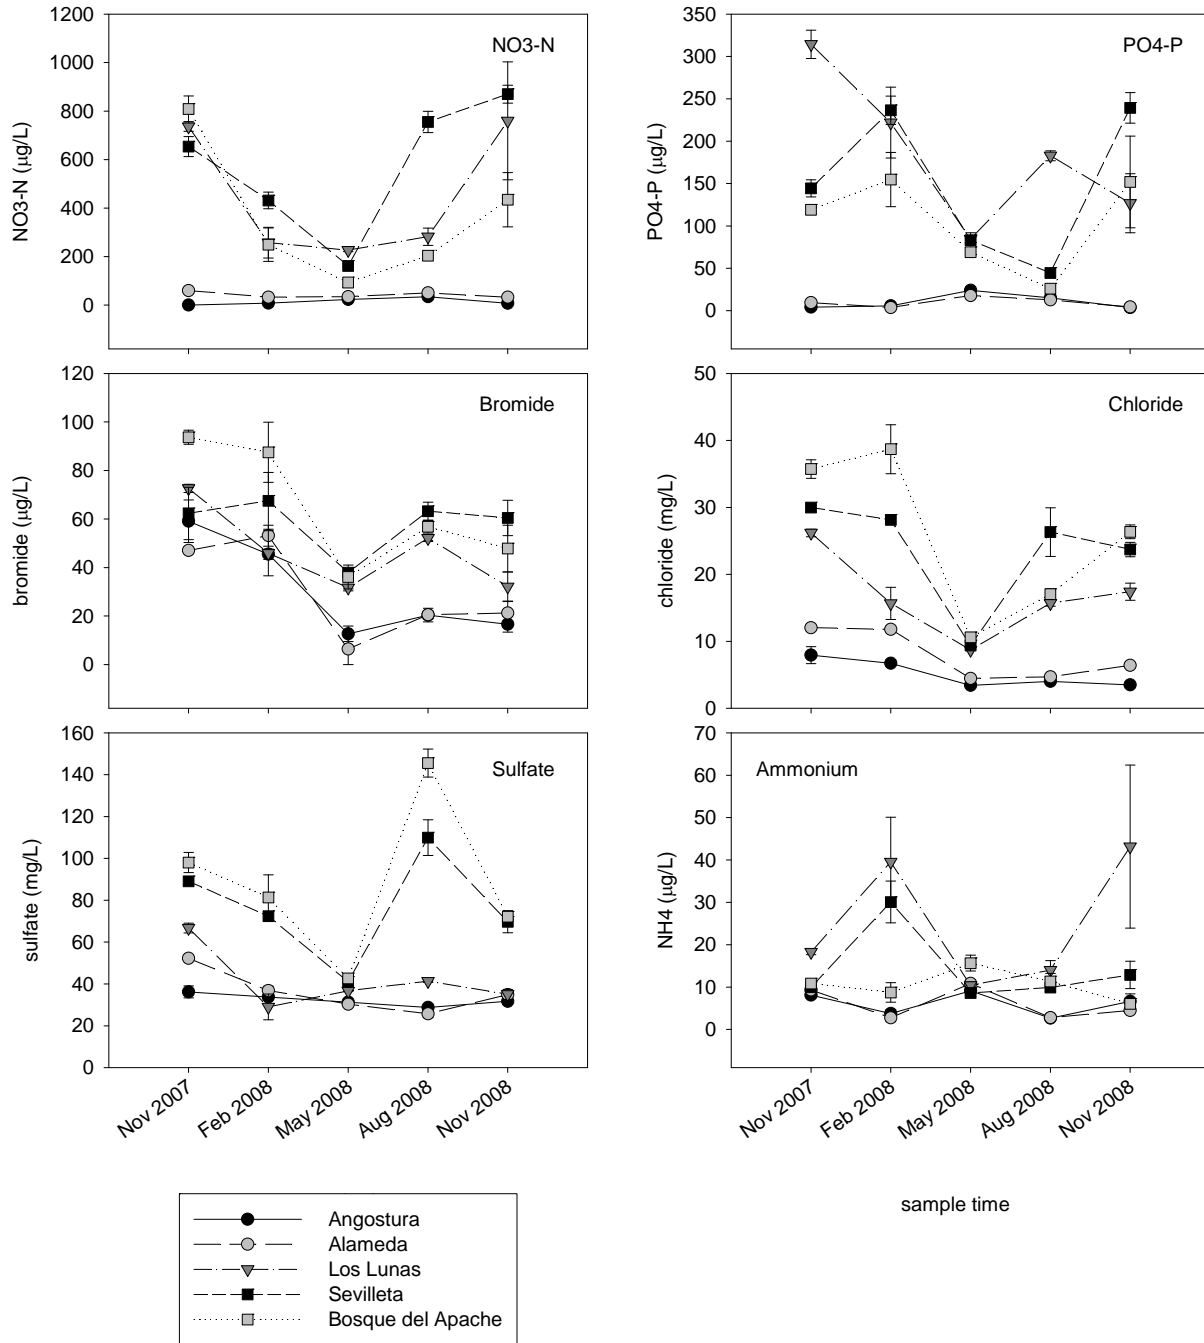 NO3-N
NO3-N (µg/L)
1200
1000
800
600
400
200
0
PO4-P
PO4-P (µg/L)
350
300
250
200
150
100
50
0
Bromide
bromide (µg/L)
120
100
80
60
40
20
0
Chloride
chloride (mg/L)
50
40
30
20
10
0
Sulfate
sulfate (mg/L)
160
140
120
100
80
60
40
20
0
Nov 2007
Feb 2008
May 2008
Aug 2008
Nov 2008
Ammonium
NH4 (µg/L)
70
60
50
40
30
20
10
0
Nov 2007
Feb 2008
May 2008
Aug 2008
Nov 2008
sample time
Angostura
Alameda
Los Lunas
Sevilleta
Bosque del Apache